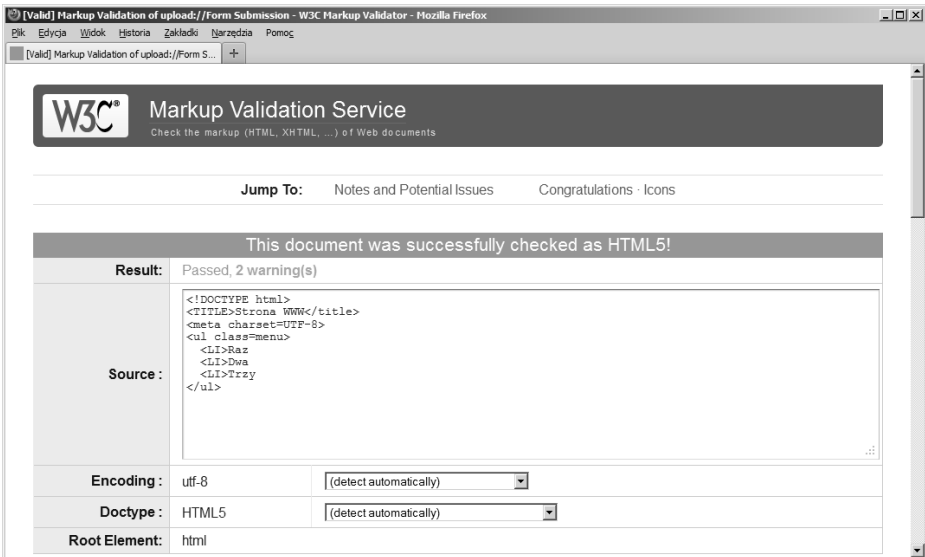 [Valid] Markup Validation of upload://Form Submission - W3C Markup Validator - Mozilla Firefox
Plik Edycja Widok Historia Zakładki Narzędzia Pomoc
[Valid] Markup Validation of upload://Form S... +
W3C® Markup Validation Service
Check the markup (HTML, XHTML, ...) of Web documents
Jump To: Notes and Potential Issues Congratulations · Icons
This document was successfully checked as HTML5!
Result: Passed, 2 warning(s)
Source :
<!DOCTYPE html>
<TITLE>Strona WWW</title>
<meta charset=UTF-8>
<ul class=menu>
<LI>Raz
<LI>Dwa
<LI>Trzy
</ul>
Encoding : utf-8 (detect automatically)
Doctype : HTML5 (detect automatically)
Root Element: html